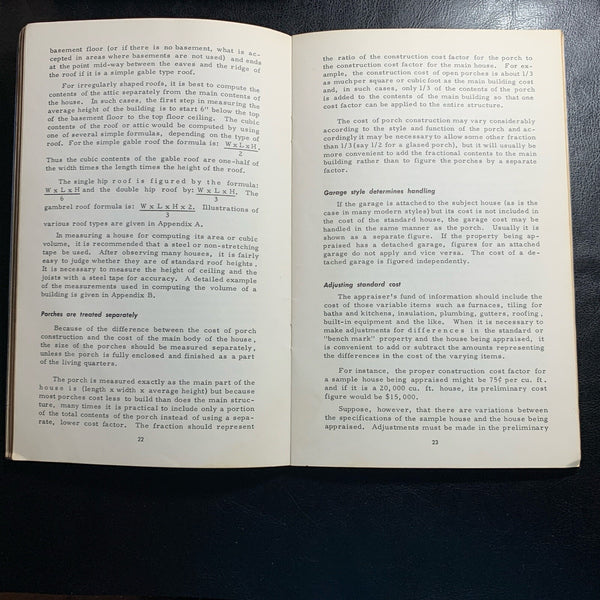 basement floor (or if there is no basement, what is ac-
cepted in areas where basements are not used) and ends
at the point mid-way between the eaves and the ridge of
the roof if it is a simple gable type roof.
For irregularly shaped roofs, it is best to compute the
contents of the attic separately from the main contents of
the house. In such cases, the first step in measuring the
average height of the building is to start 6" below the top
of the basement floor to the top floor ceiling. The cubic
contents of the roof or attic would be computed by using
one of several simple formulas, depending on the type of
roof. For the simple gable roof the formula is: W x L x H.
2
Thus the cubic contents of the gable roof are one-half of
the width times the length times the height of the roof.
The single hip roof is figured by the formula:
W x L x H and the double hip roof by: W x L x H. The
6 3
gambrel roof formula is: W x L x H x 2. Illustrations of
3
various roof types are given in Appendix A.
In measuring a house for computing its area or cubic
volume, it is recommended that a steel or non-stretching
tape be used. After observing many houses, it is fairly
easy to judge whether they are of standard roof heights.
It is necessary to measure the height of ceiling and the
joists with a steel tape for accuracy. A detailed example
of the measurements used in computing the volume of a
building is given in Appendix B.
Porches are treated separately
Because of the difference between the cost of porch
construction and the cost of the main body of the house,
the size of the porches should be measured separately,
unless the porch is fully enclosed and finished as a part
of the living quarters.
The porch is measured exactly as the main part of the
house is (length x width x average height) but because
most porches cost less to build than does the main struc-
ture, many times it is practical to include only a portion
of the total contents of the porch instead of using a sepa-
rate, lower cost factor. The fraction should represent
22
the ratio of the construction cost factor for the porch to
the construction cost factor for the main house. For ex-
ample, the construction cost of open porches is about 1/3
as much per square or cubic foot as the main building cost
and, in such cases, only 1/3 of the contents of the porch
is added to the contents of the main building so that one
cost factor can be applied to the entire structure.
The cost of porch construction may vary considerably
according to the style and function of the porch and ac-
cordingly it may be necessary to allow some other fraction
than 1/3 (say 1/2 for a glased porch), but it will usually be
more convenient to add the fractional contents to the main
building rather than to figure the porches by a separate
factor.
Garage style determines handling
If the garage is attached to the subject house (as is the
case in many modern styles) but its cost is not included in
the cost of the standard house, the garage cost may be
handled in the same manner as the porch. Usually it is
shown as a separate figure. If the property being ap-
praised has a detached garage, figures for an attached
garage do not apply and vice versa. The cost of a de-
tached garage is figured independently.
Adjusting standard cost
The appraiser's fund of information should include the
cost of those variable items such as furnaces, tiling for
baths and kitchens, insulation, plumbing, gutters, roofing,
built-in equipment and the like. When it is necessary to
make adjustments for differences in the standard or
"bench mark" property and the house being appraised, it
is convenient to add or subtract the amounts representing
the differences in the cost of the varying items.
For instance, the proper construction cost factor for
a sample house being appraised might be 75¢ per cu. ft.
and if it is a 20,000 cu. ft. house, its preliminary cost
figure would be $15,000.
Suppose, however, that there are variations between
the specifications of the sample house and the house being
appraised. Adjustments must be made in the preliminary
23